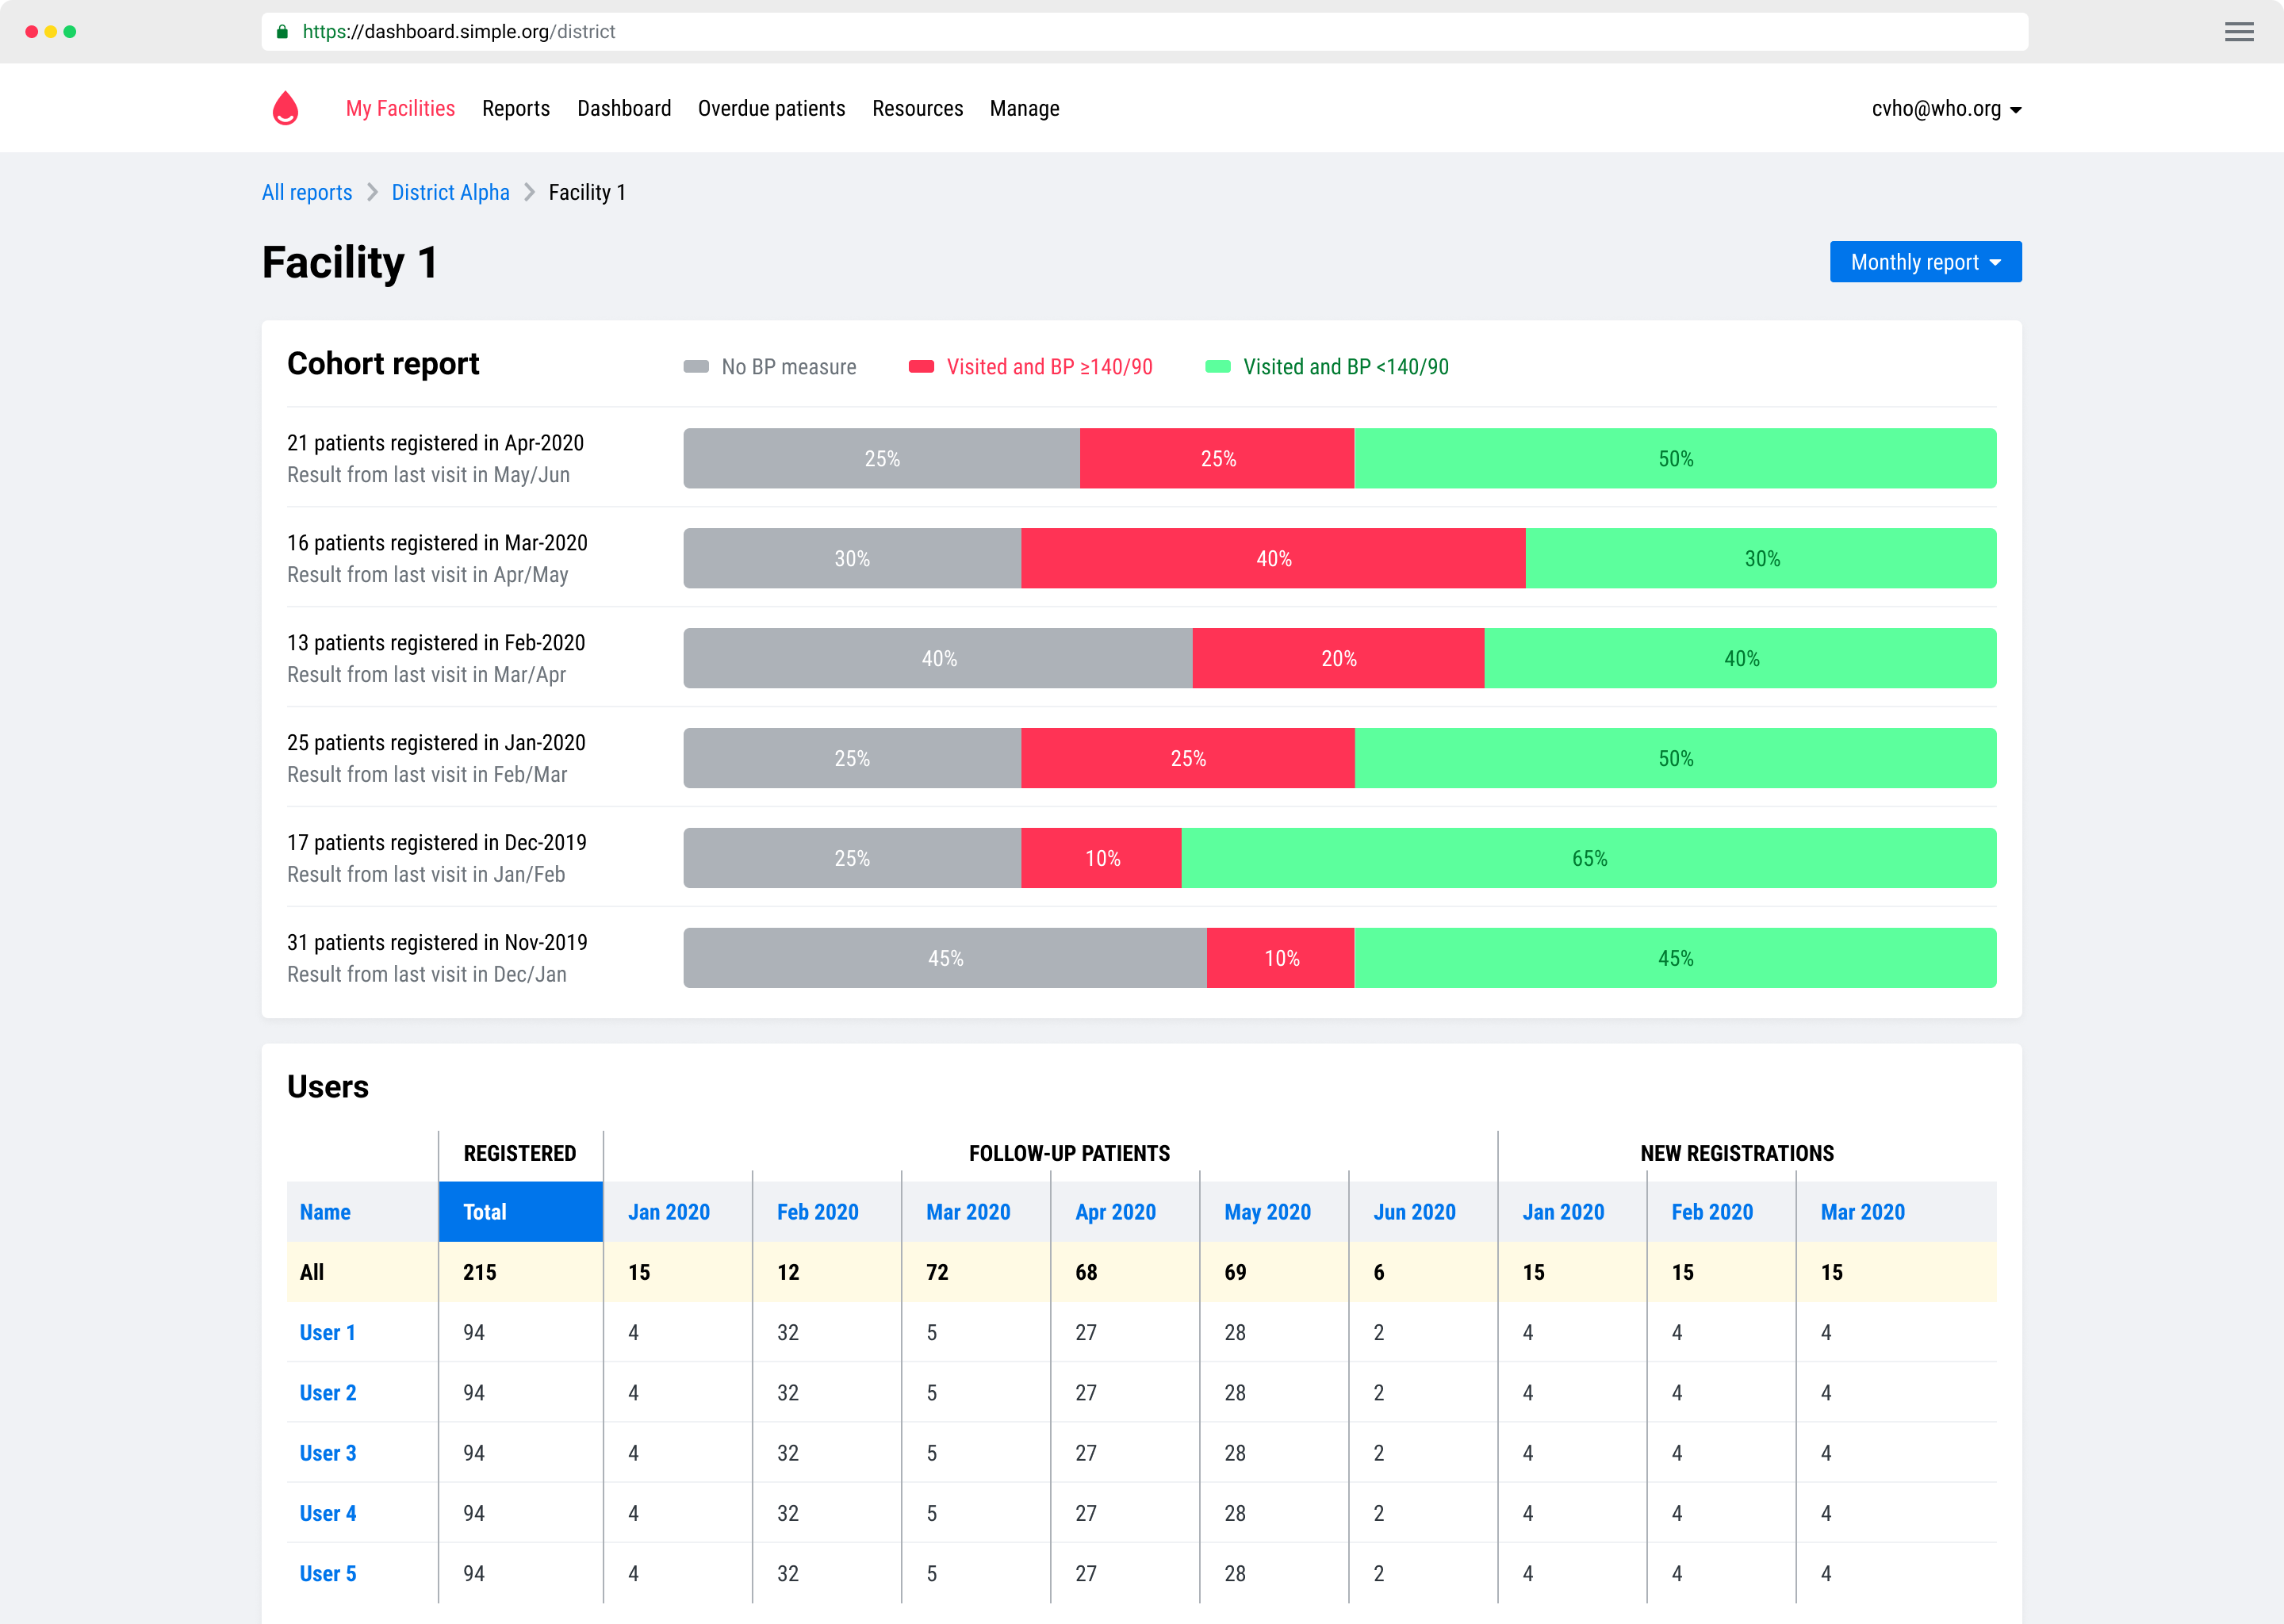 https://dashboard.simple.org/district
My Facilities Reports Dashboard Overdue patients Resources Manage cvho@who.org
All reports District Alpha Facility 1
Facility 1 Monthly report
Cohort report No BP measure Visited and BP ≥140/90 Visited and BP <140/90
21 patients registered in Apr-2020
Result from last visit in May/Jun
25% 25% 50%
16 patients registered in Mar-2020
Result from last visit in Apr/May
30% 40% 30%
13 patients registered in Feb-2020
Result from last visit in Mar/Apr
40% 20% 40%
25 patients registered in Jan-2020
Result from last visit in Feb/Mar
25% 25% 50%
17 patients registered in Dec-2019
Result from last visit in Jan/Feb
25% 10% 65%
31 patients registered in Nov-2019
Result from last visit in Dec/Jan
45% 10% 45%
Users
REGISTERED FOLLOW-UP PATIENTS NEW REGISTRATIONS
Name Total Jan 2020 Feb 2020 Mar 2020 Apr 2020 May 2020 Jun 2020 Jan 2020 Feb 2020 Mar 2020
All 215 15 12 72 68 69 6 15 15 15
User 1 94 4 32 5 27 28 2 4 4 4
User 2 94 4 32 5 27 28 2 4 4 4
User 3 94 4 32 5 27 28 2 4 4 4
User 4 94 4 32 5 27 28 2 4 4 4
User 5 94 4 32 5 27 28 2 4 4 4